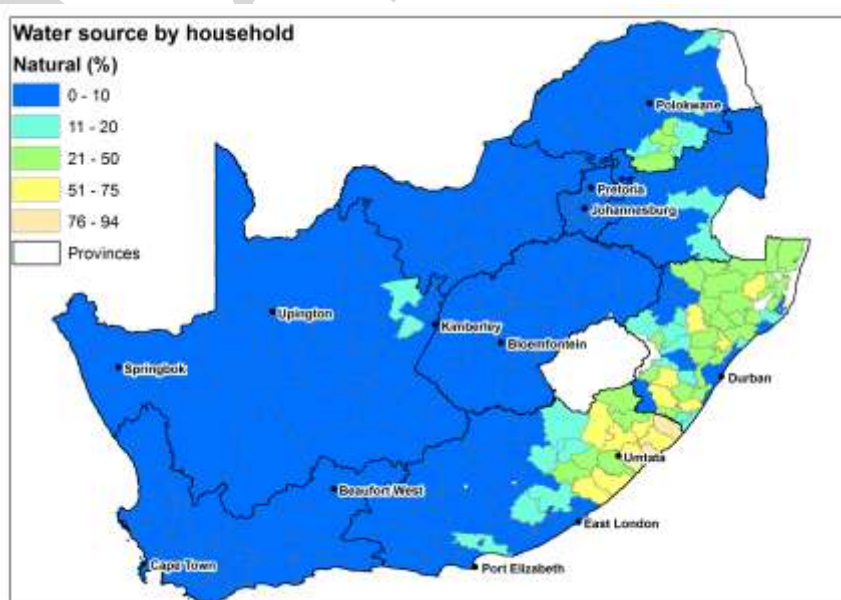 Water source by household
Natural (%)
0 - 10
11 - 20
21 - 50
51 - 75
76 - 94
Provinces
Polokwane
Pretoria
Johannesburg
Upington
Kimberley
Bloemfontein
Springbok
Durban
Umtata
Beaufort West
East London
Cape Town
Port Elizabeth